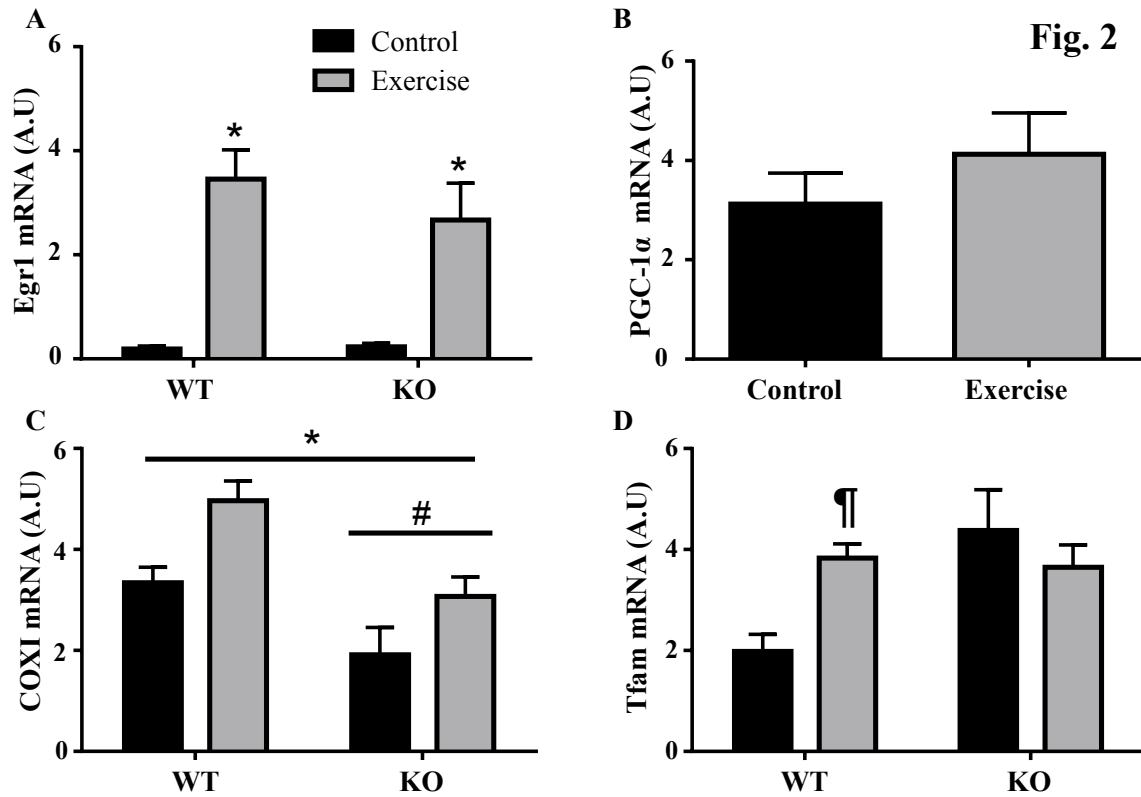 A
Egr1 mRNA (A.U)
6
4
2
0
Control
Exercise
*
*
WT
KO
B
Fig. 2
PGC-1α mRNA (A.U)
6
4
2
0
Control
Exercise
C
COXI mRNA (A.U)
6
4
2
0
*
#
WT
KO
D
Tfam mRNA (A.U)
6
4
2
0
¶
WT
KO